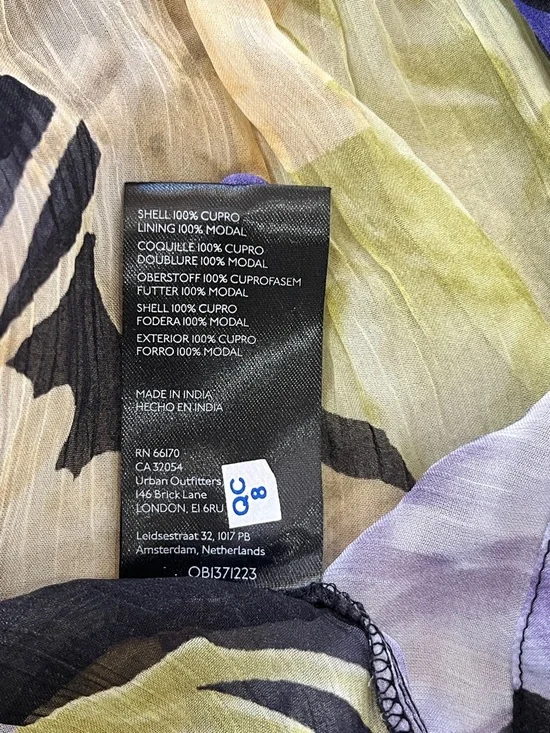 SHELL 100% CUPRO
LINING 100% MODAL
COQUILLE 100% CUPRO
DOUBLURE 100% MODAL
OBERSTOFF 100% CUPROFASEM
FUTTER 100% MODAL
SHELL 100% CUPRO
FODERA 100% MODAL
EXTERIOR 100% CUPRO
FORRO 100% MODAL
MADE IN INDIA
HECHO EN INDIA
RN 66170
CA 32054
Urban Outfitters
146 Brick Lane
LONDON, E1 6RU
QC
8
Leidsestraat 32, 1017 PB
Amsterdam, Netherlands
OB1371223